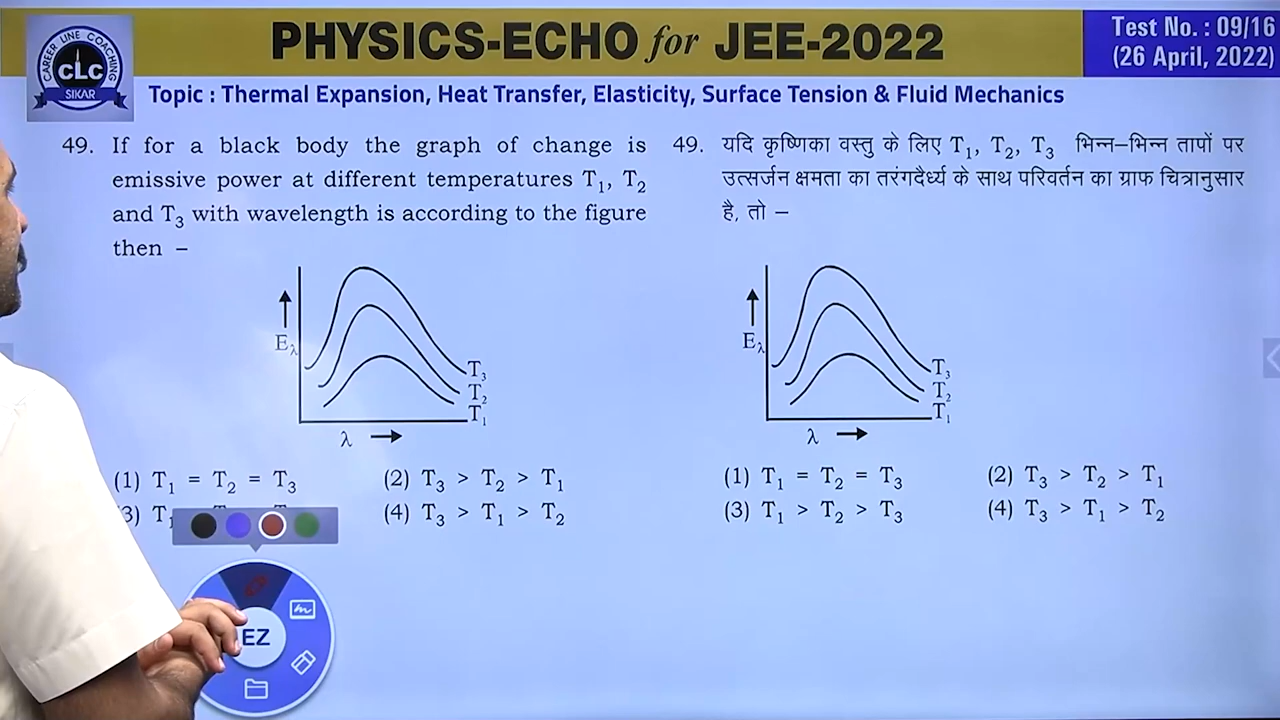 PHYSICS-ECHO for JEE-2022
Test No. : 09/16
(26 April, 2022)
CAREER LINE COACHING
CLC
SIKAR
Topic : Thermal Expansion, Heat Transfer, Elasticity, Surface Tension & Fluid Mechanics
49. If for a black body the graph of change is
emissive power at different temperatures T₁, T₂
and T₃ with wavelength is according to the figure
then –
Eλ
T₃
T₂
T₁
λ
(1) T₁ = T₂ = T₃ (2) T₃ > T₂ > T₁
3) T₁ (4) T₃ > T₁ > T₂
49. यदि कृष्णिका वस्तु के लिए T₁, T₂, T₃ भिन्न–भिन्न तापों पर
उत्सर्जन क्षमता का तरंगदैर्ध्य के साथ परिवर्तन का ग्राफ चित्रानुसार
है, तो –
Eλ
T₃
T₂
T₁
λ
(1) T₁ = T₂ = T₃ (2) T₃ > T₂ > T₁
(3) T₁ > T₂ > T₃ (4) T₃ > T₁ > T₂
EZ